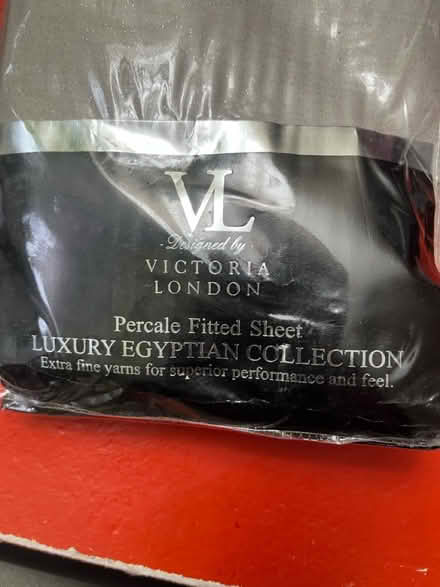 VL
- Designed by -
VICTORIA
LONDON
Percale Fitted Sheet
LUXURY EGYPTIAN COLLECTION
Extra fine yarns for superior performance and feel.